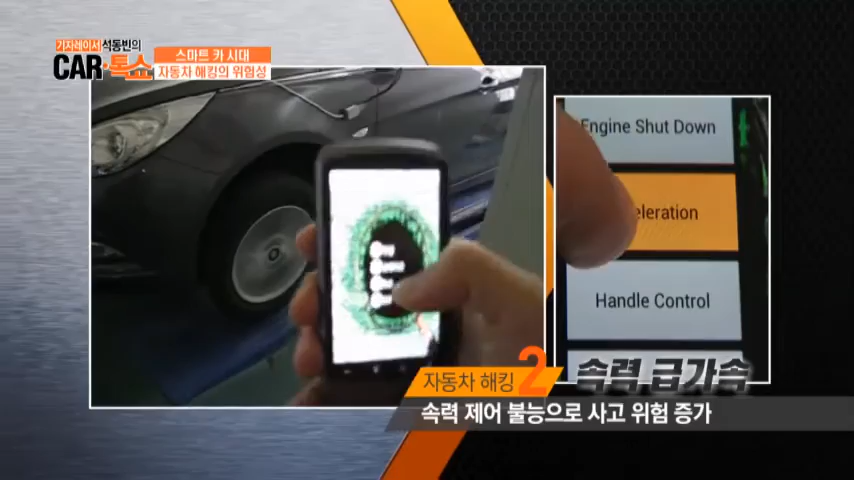 기자레이서 석동빈의
CAR·톡쇼
스마트 카 시대
자동차 해킹의 위험성
Engine Shut Down
eleration
Handle Control
자동차 해킹 2 속력 급가속
속력 제어 불능으로 사고 위험 증가